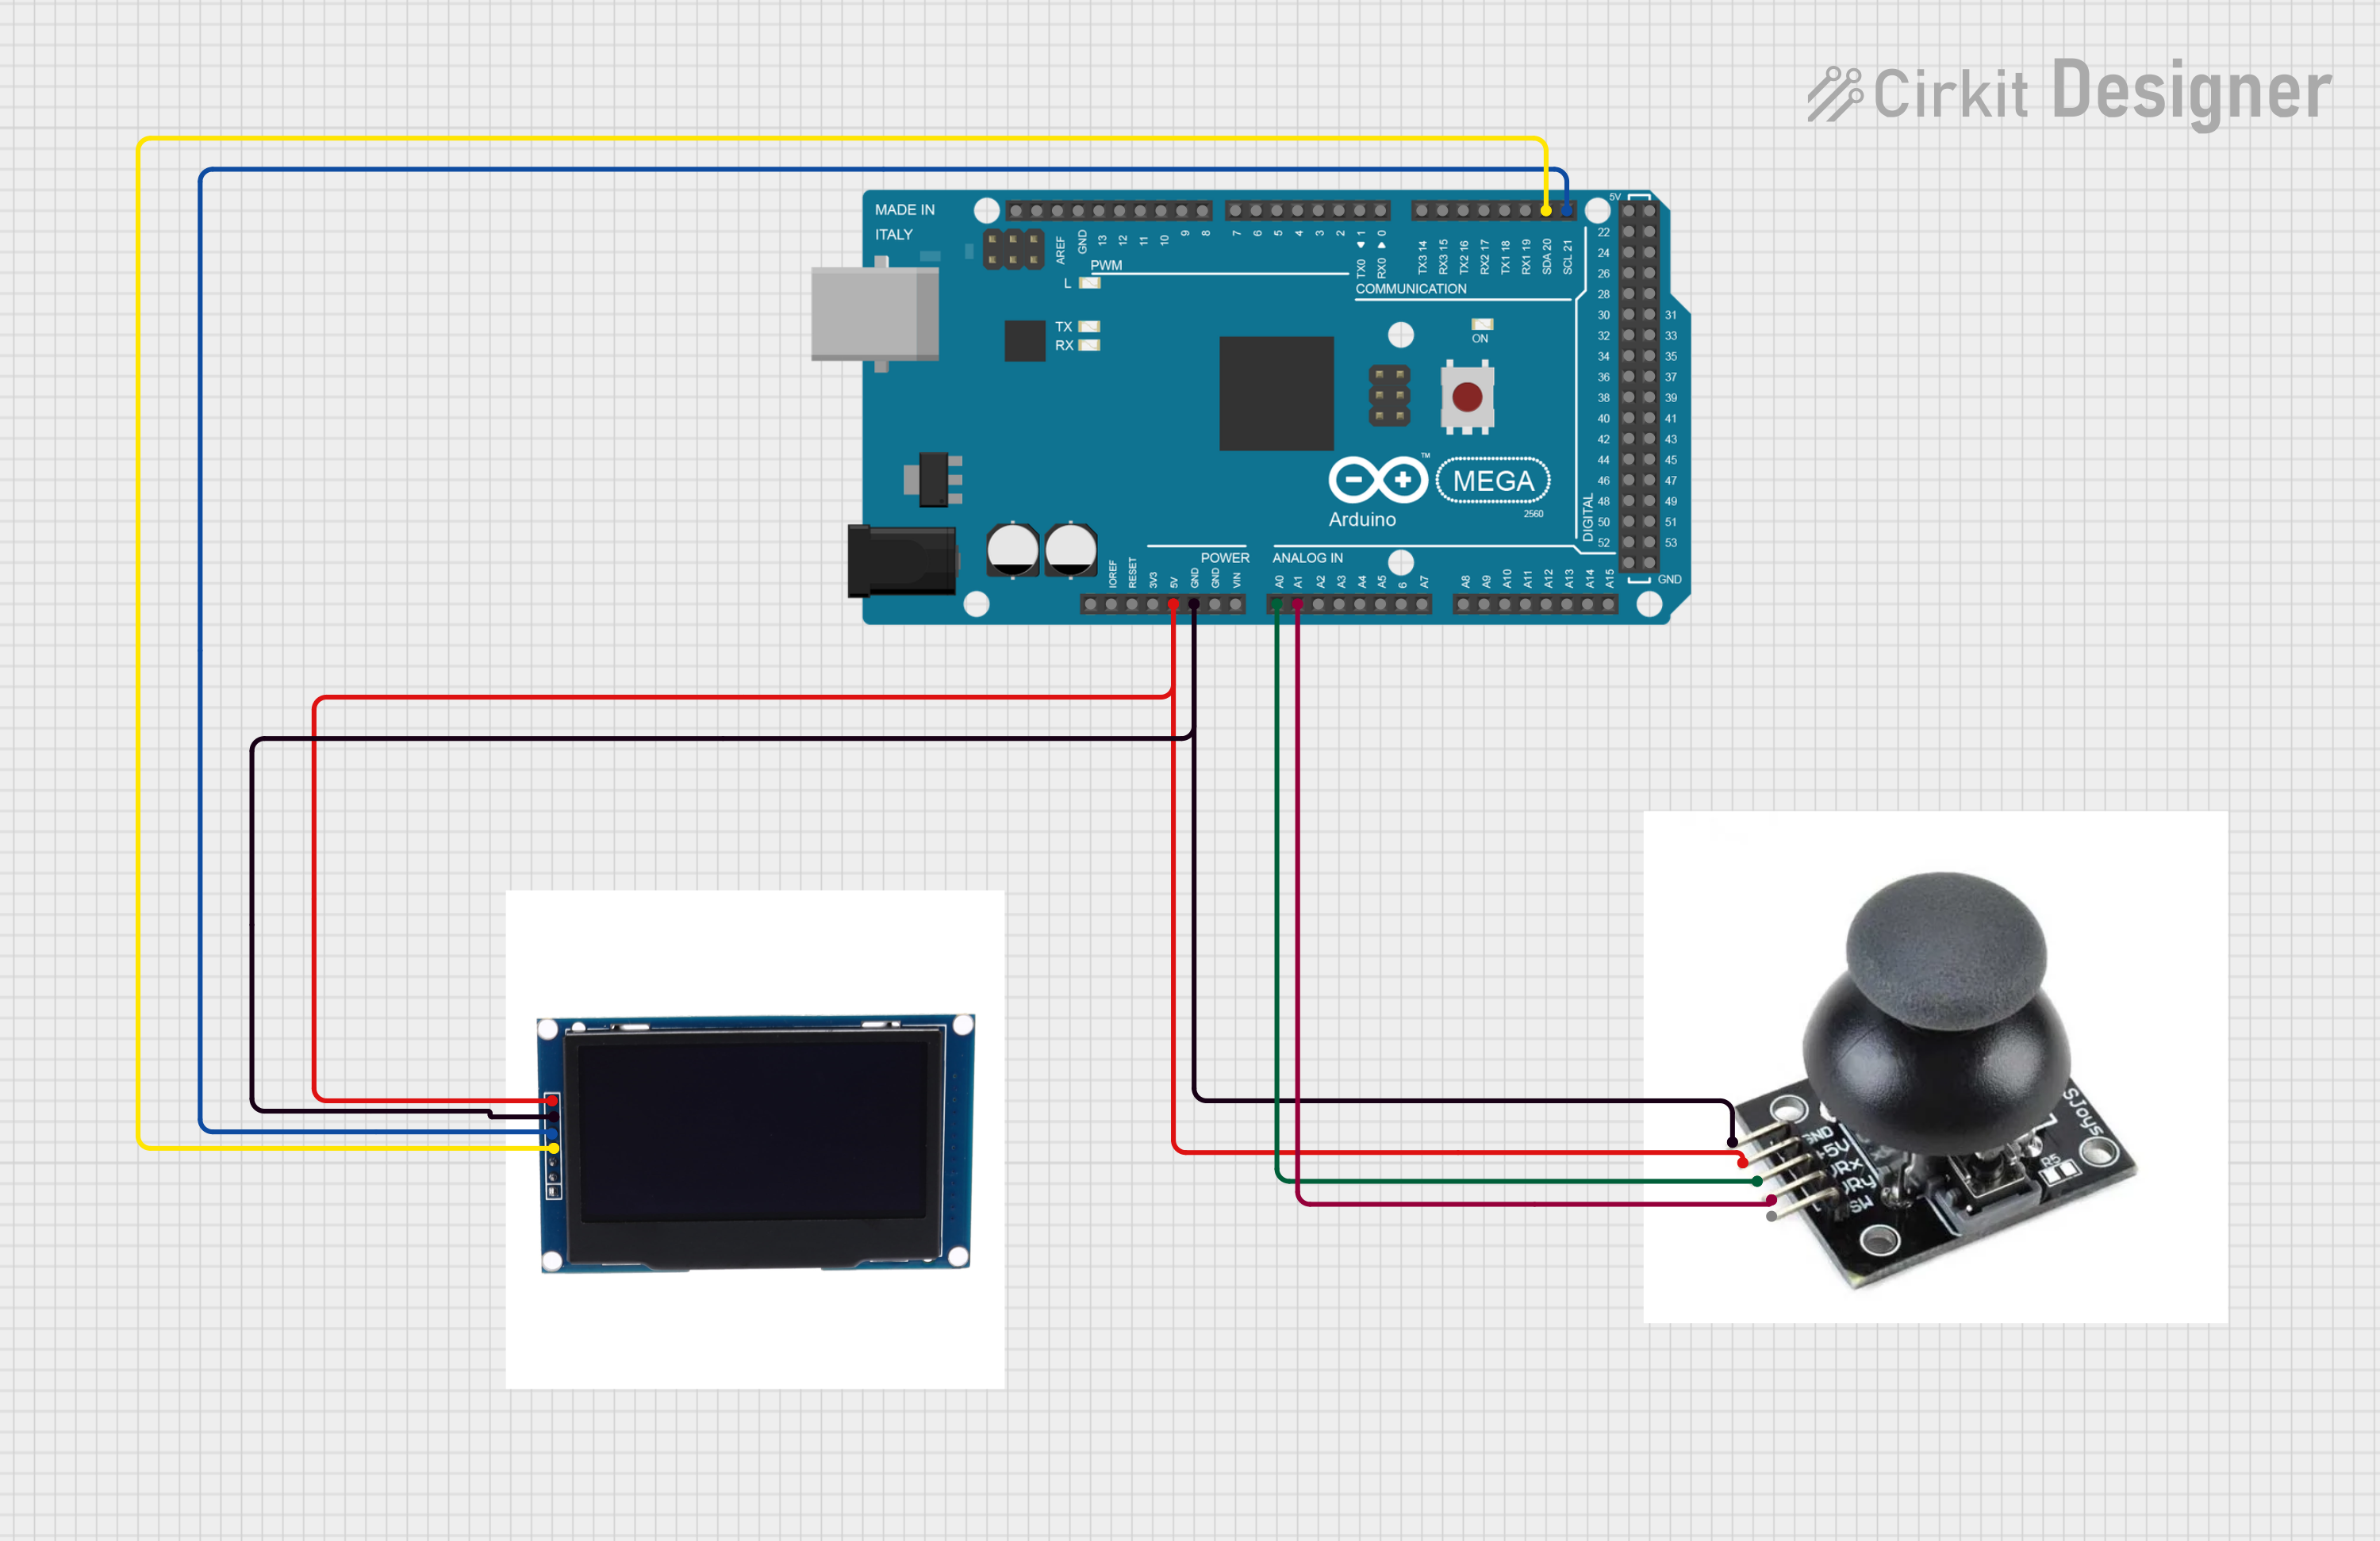 Cirkit Designer
MADE IN
ITALY
AREF
GND
13
12
11
10
9
8
7
6
5
4
3
2
TX0 ◄ 1
RX0 ► 0
TX3 14
RX3 15
TX2 16
RX2 17
TX1 18
RX1 19
SDA 20
SCL 21
5V
PWM
COMMUNICATION
L
TX
RX
ON
22
24
26
28
30 31
32 33
34 35
36 37
38 39
40 41
42 43
44 45
46 47
48 49
50 51
52 53
GND
DIGITAL
TM
MEGA
Arduino
2560
POWER
ANALOG IN
IOREF
RESET
3V3
5V
GND
GND
VIN
A0
A1
A2
A3
A4
A5
6
A7
A8
A9
A10
A11
A12
A13
A14
A15
SJoys
GND
+5V
VRx
VRy
SW
R5